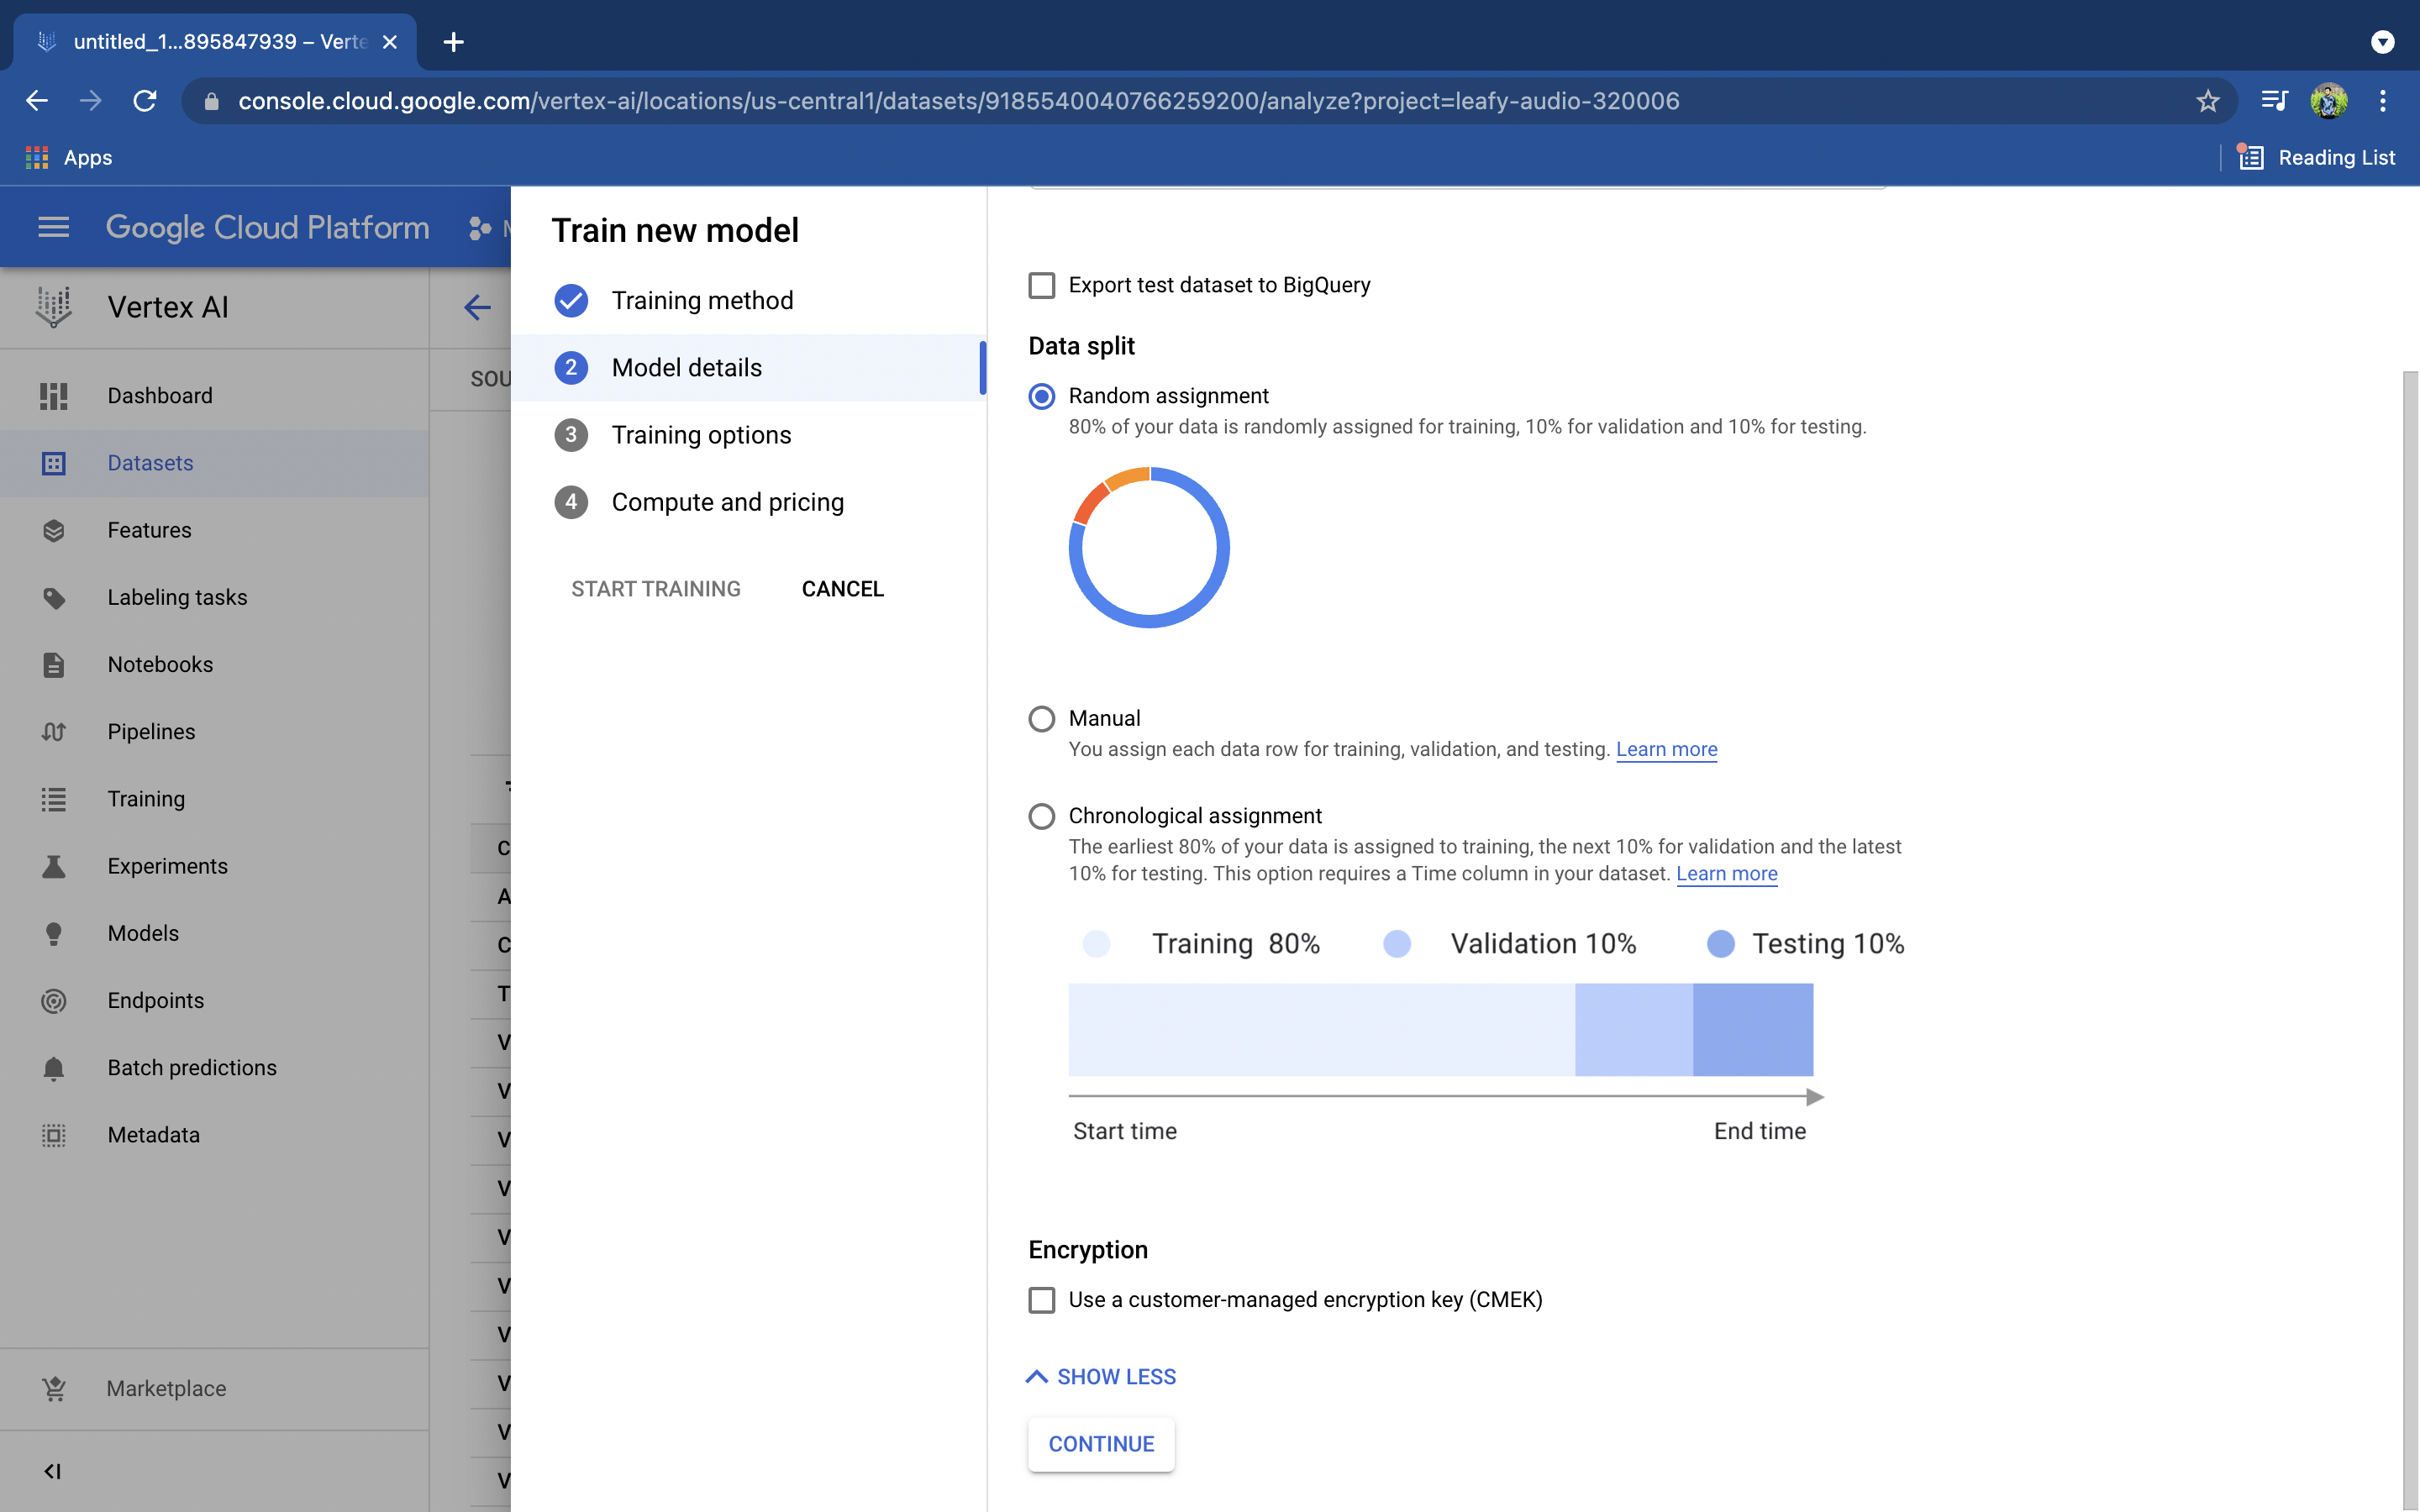 untitled_1...895847939 – Verte
console.cloud.google.com/vertex-ai/locations/us-central1/datasets/9185540040766259200/analyze?project=leafy-audio-320006
Apps
Reading List
Google Cloud Platform
Vertex AI
Dashboard
Datasets
Features
Labeling tasks
Notebooks
Pipelines
Training
Experiments
Models
Endpoints
Batch predictions
Metadata
Marketplace
SOU
C
A
C
T
V
V
V
V
V
V
V
V
V
V
Train new model
Training method
2 Model details
3 Training options
4 Compute and pricing
START TRAINING CANCEL
Export test dataset to BigQuery
Data split
Random assignment
80% of your data is randomly assigned for training, 10% for validation and 10% for testing.
Manual
You assign each data row for training, validation, and testing. Learn more
Chronological assignment
The earliest 80% of your data is assigned to training, the next 10% for validation and the latest
10% for testing. This option requires a Time column in your dataset. Learn more
Training 80% Validation 10% Testing 10%
Start time End time
Encryption
Use a customer-managed encryption key (CMEK)
SHOW LESS
CONTINUE